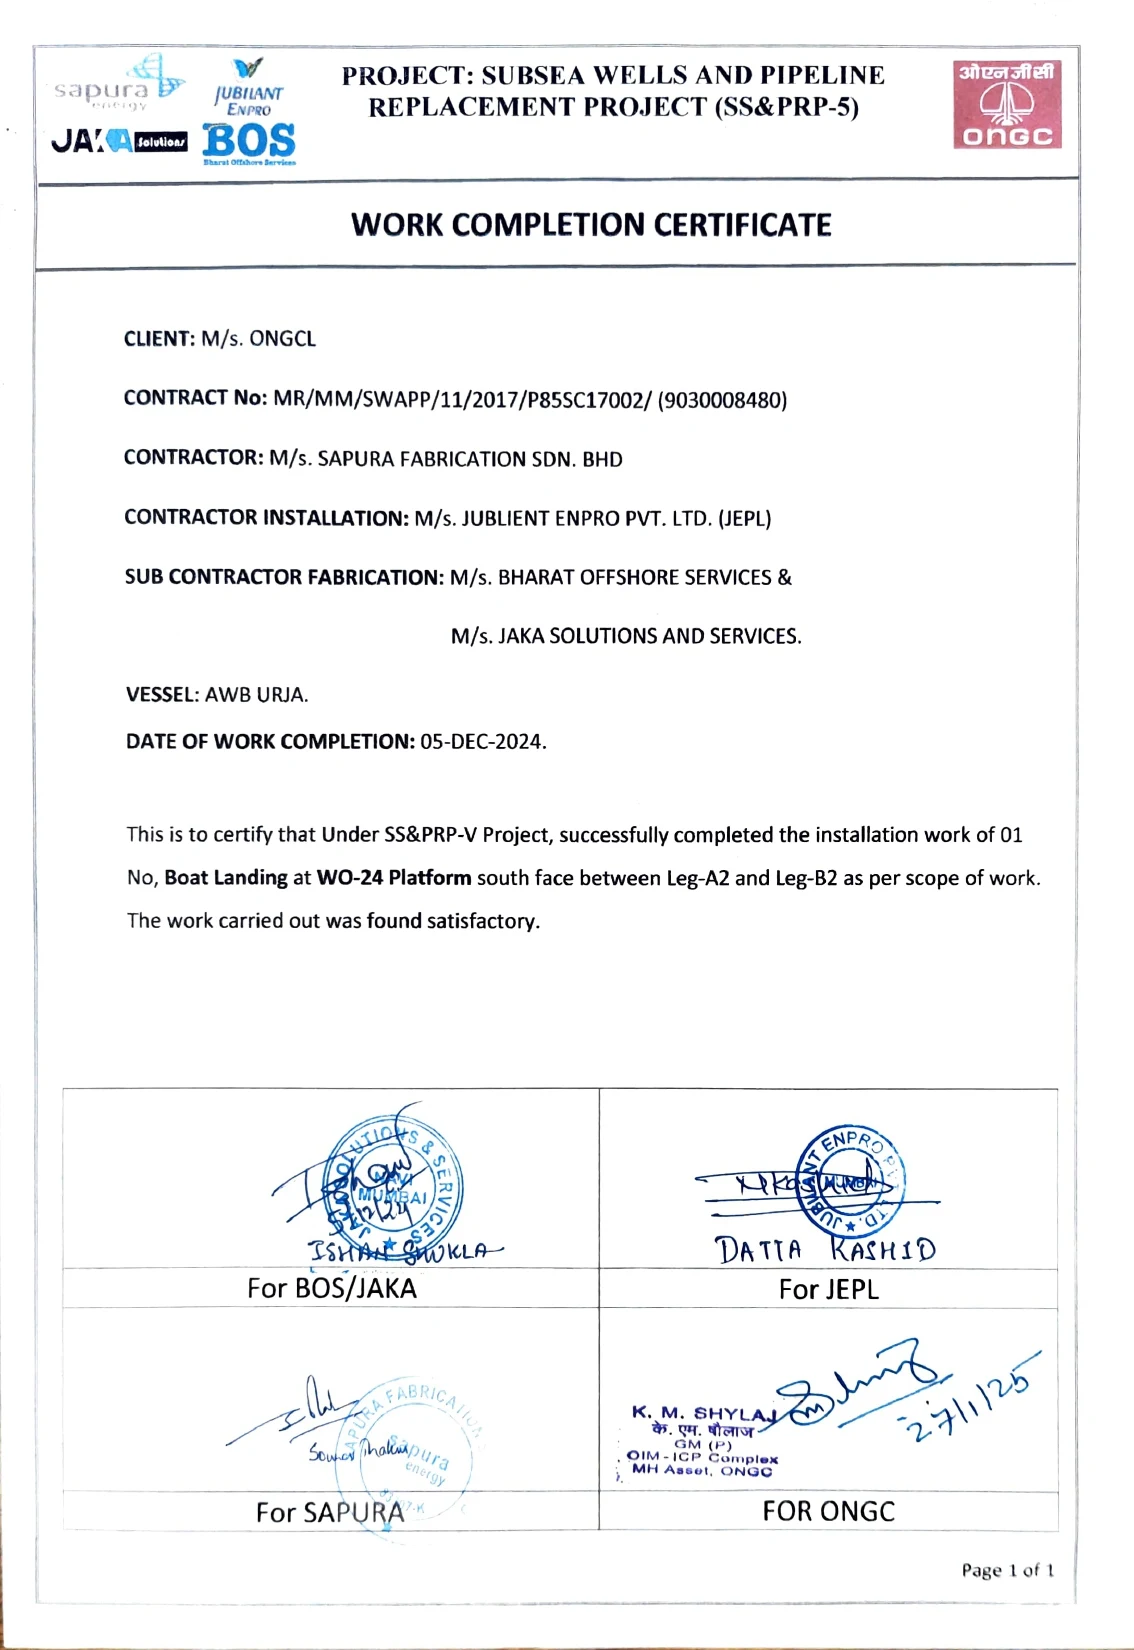 sapura
energy
JUBILANT
ENPRO
JAKA Solutions
BOS
Bharat Offshore Services
PROJECT: SUBSEA WELLS AND PIPELINE
REPLACEMENT PROJECT (SS&PRP-5)
ओएनजीसी
ONGC
WORK COMPLETION CERTIFICATE
CLIENT: M/s. ONGCL
CONTRACT No: MR/MM/SWAPP/11/2017/P85SC17002/ (9030008480)
CONTRACTOR: M/s. SAPURA FABRICATION SDN. BHD
CONTRACTOR INSTALLATION: M/s. JUBLIENT ENPRO PVT. LTD. (JEPL)
SUB CONTRACTOR FABRICATION: M/s. BHARAT OFFSHORE SERVICES &
M/s. JAKA SOLUTIONS AND SERVICES.
VESSEL: AWB URJA.
DATE OF WORK COMPLETION: 05-DEC-2024.
This is to certify that Under SS&PRP-V Project, successfully completed the installation work of 01
No, Boat Landing at WO-24 Platform south face between Leg-A2 and Leg-B2 as per scope of work.
The work carried out was found satisfactory.
JAKA SOLUTIONS & SERVICES
NAVI
MUMBAI
5/12/24
ISHAN SHUKLA
For BOS/JAKA
JUBILANT ENPRO PVT. LTD.
MUMBAI
DATTA KASHID
For JEPL
SAPURA FABRICATION
sapura
energy
For SAPURA
K. M. SHYLAJ
के. एम. षौलाज
GM (P)
OIM-ICP Complex
MH Asset, ONGC
27/1/25
FOR ONGC
Page 1 of 1